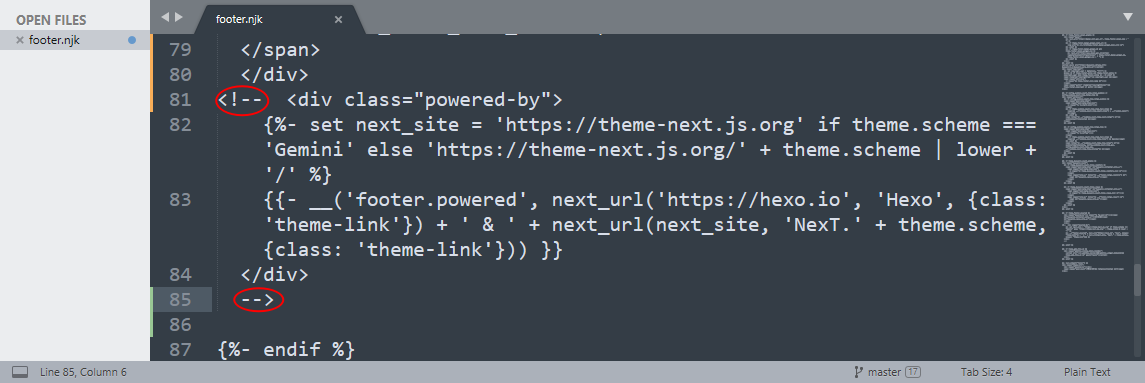 OPEN FILES
footer.njk
footer.njk
79 </span>
80 </div>
81 <!-- <div class="powered-by">
82 {%- set next_site = 'https://theme-next.js.org' if theme.scheme ===
'Gemini' else 'https://theme-next.js.org/' + theme.scheme | lower +
'/' %}
83 {{- __('footer.powered', next_url('https://hexo.io', 'Hexo', {class:
'theme-link'}) + ' & ' + next_url(next_site, 'NexT.' + theme.scheme,
{class: 'theme-link'})) }}
84 </div>
85 -->
86
87 {%- endif %}
Line 85, Column 6
master 17
Tab Size: 4
Plain Text